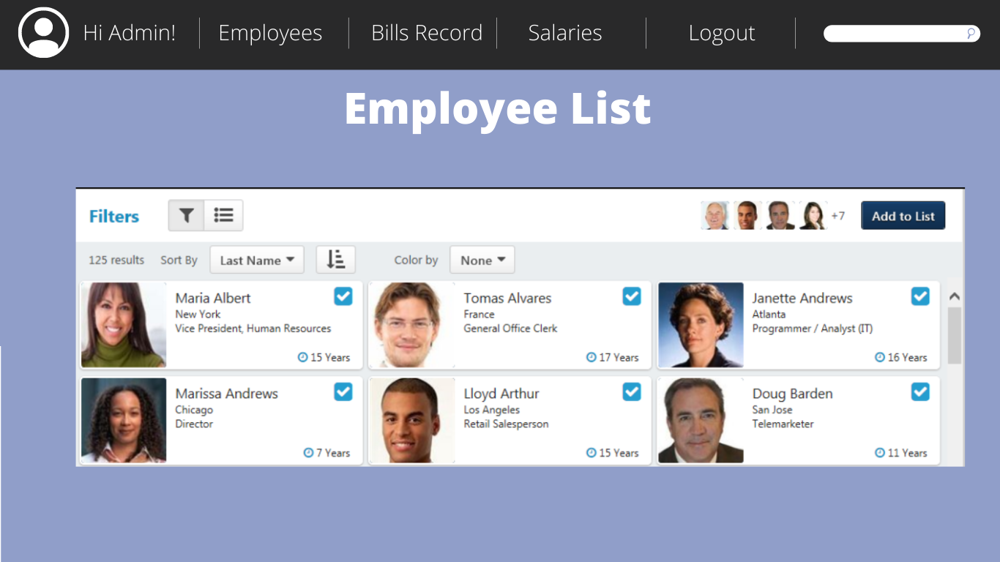 Hi Admin! Employees Bills Record Salaries Logout
Employee List
Filters +7 Add to List
125 results Sort By Last Name Color by None
Maria Albert
New York
Vice President, Human Resources
15 Years
Tomas Alvares
France
General Office Clerk
17 Years
Janette Andrews
Atlanta
Programmer / Analyst (IT)
16 Years
Marissa Andrews
Chicago
Director
7 Years
Lloyd Arthur
Los Angeles
Retail Salesperson
15 Years
Doug Barden
San Jose
Telemarketer
11 Years